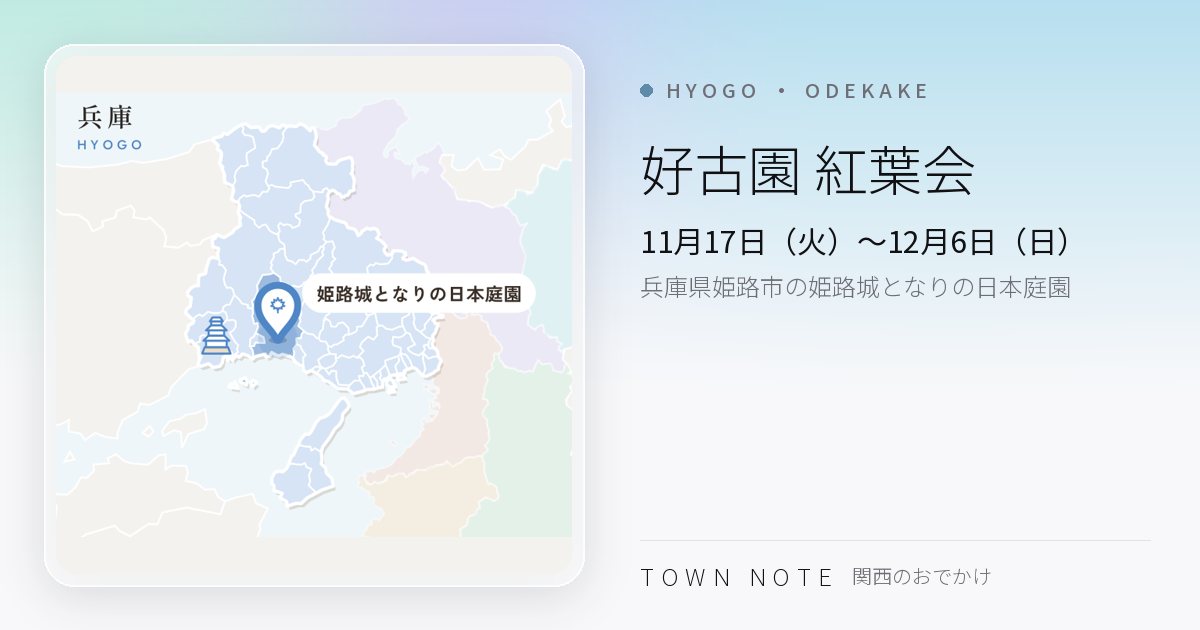 兵庫
HYOGO
姫路城となりの日本庭園
HYOGO • ODEKAKE
好古園 紅葉会
11月17日（火）〜12月6日（日）
兵庫県姫路市の姫路城となりの日本庭園
TOWN NOTE 関西のおでかけ